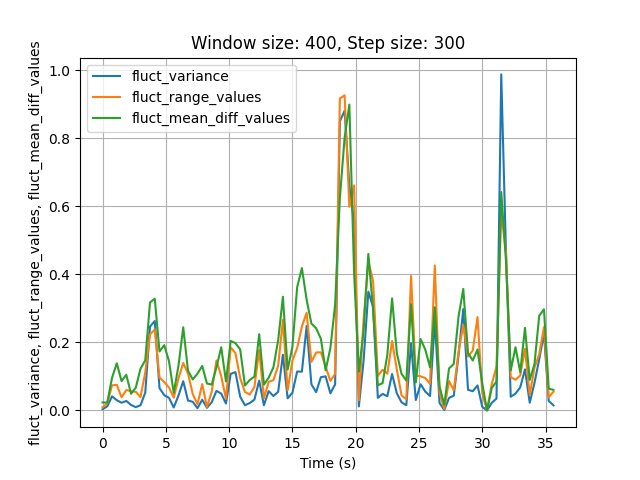 Window size: 400, Step size: 300
fluct_variance
fluct_range_values
fluct_mean_diff_values
fluct_variance, fluct_range_values, fluct_mean_diff_values
1.0
0.8
0.6
0.4
0.2
0.0
0 5 10 15 20 25 30 35
Time (s)